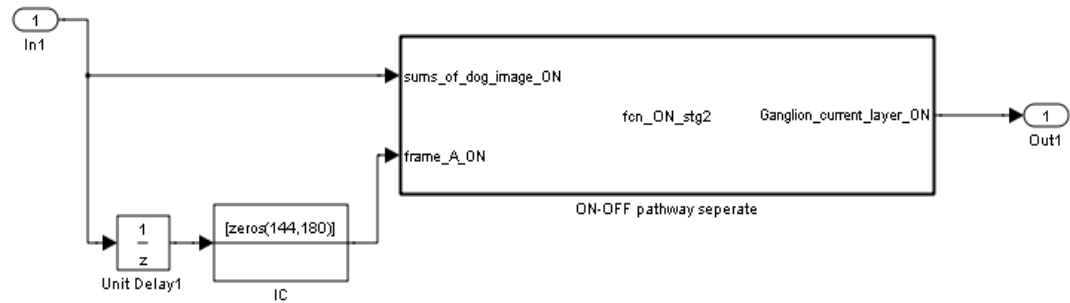 1
In1
sums_of_dog_image_ON
fcn_ON_stg2
Ganglion_current_layer_ON
1
Out1
frame_A_ON
ON-OFF pathway seperate
1
z
Unit Delay1
[zeros(144,180)]
IC